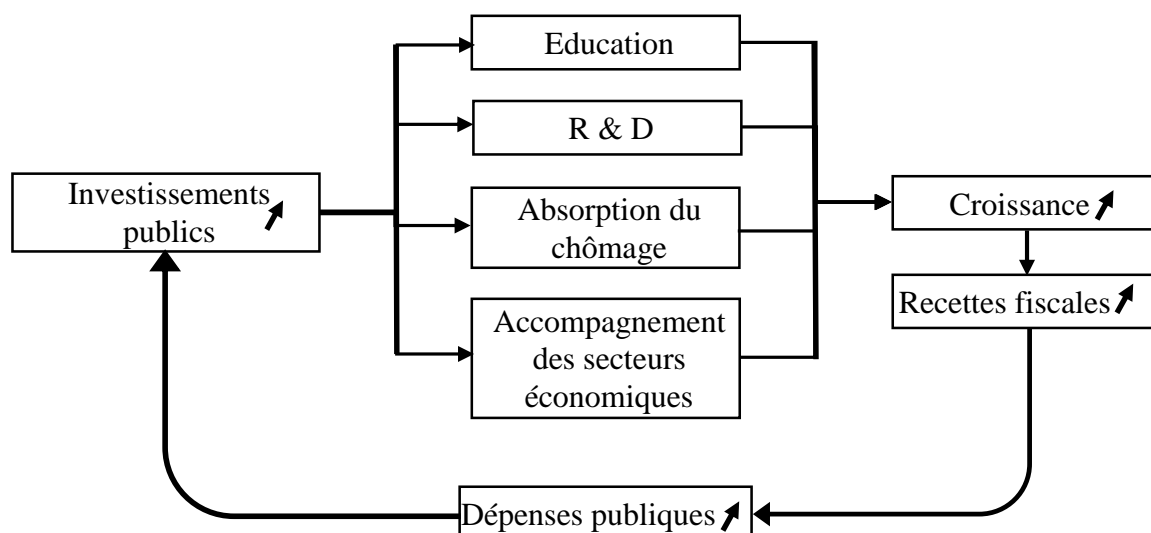 Education
R & D
Investissements
publics
Absorption du
chômage
Accompagnement
des secteurs
économiques
Croissance
Recettes fiscales
Dépenses publiques